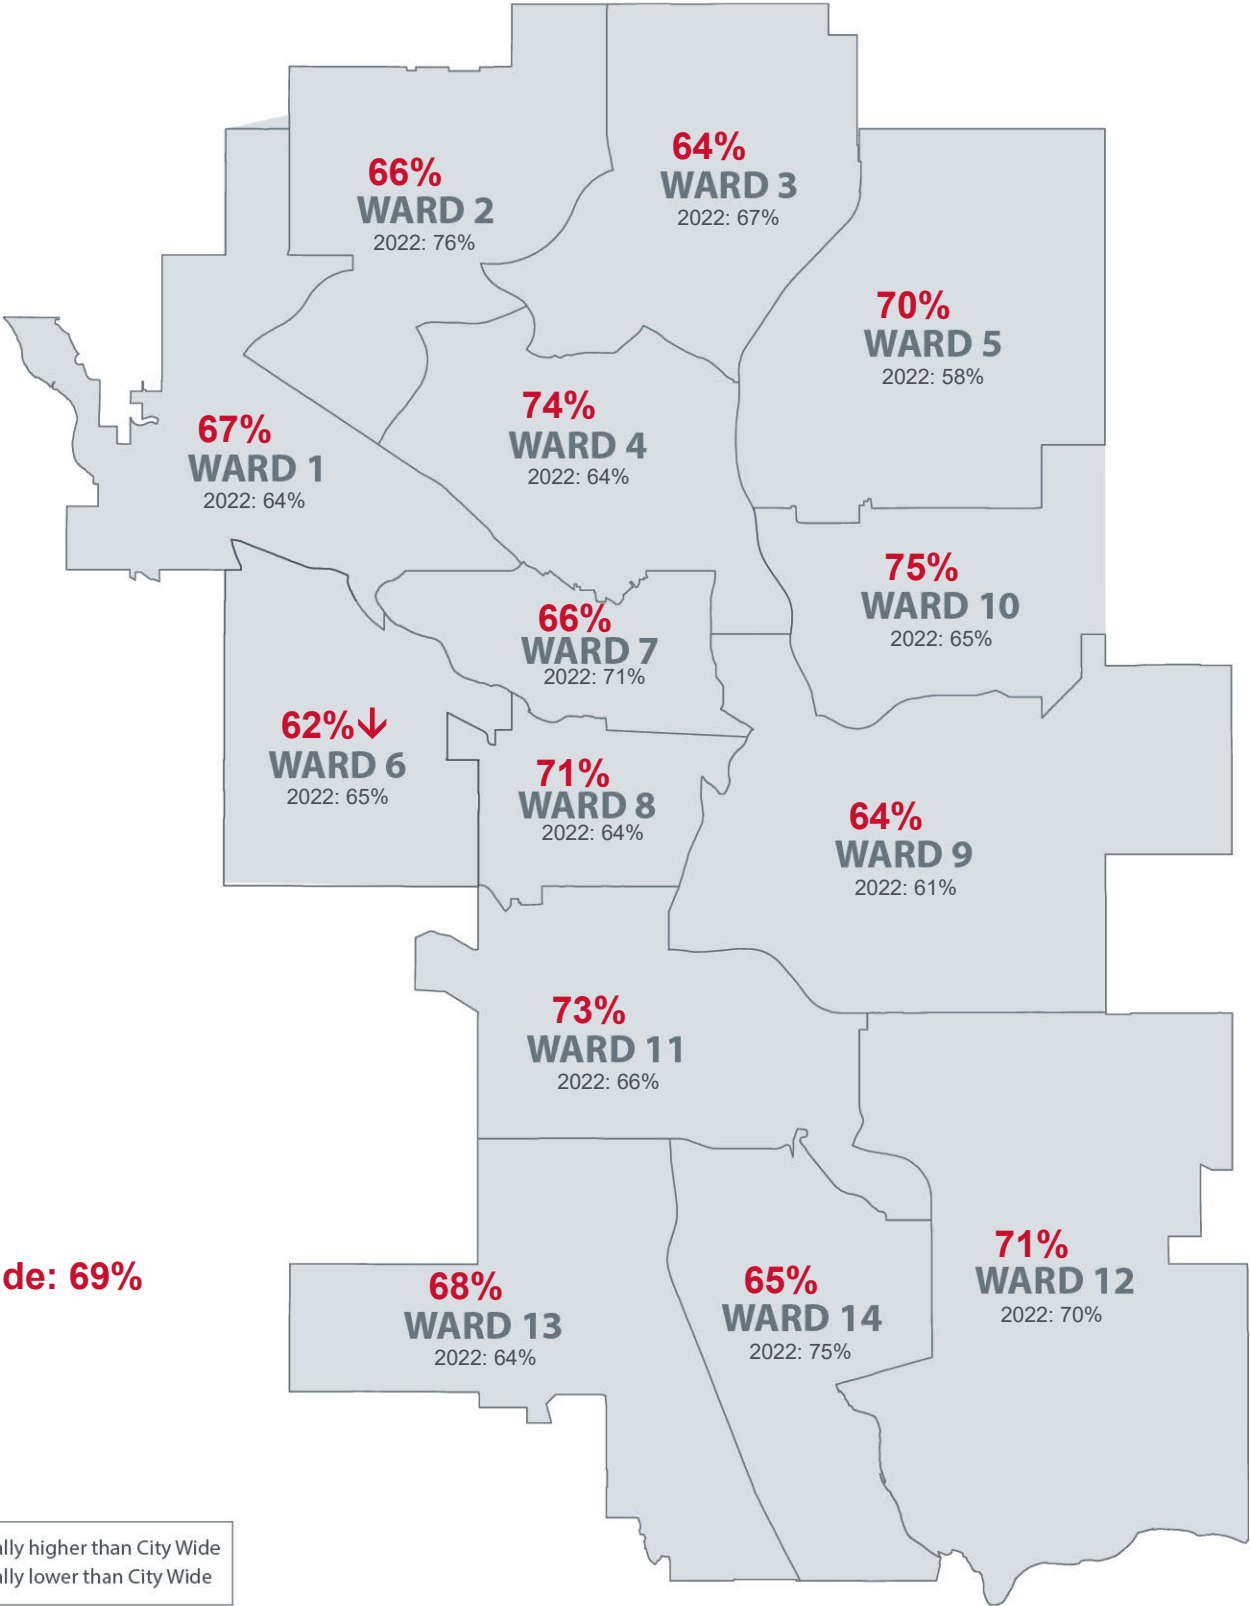 64%
WARD 3
2022: 67%
66%
WARD 2
2022: 76%
70%
WARD 5
2022: 58%
74%
WARD 4
2022: 64%
67%
WARD 1
2022: 64%
75%
WARD 10
2022: 65%
66%
WARD 7
2022: 71%
62%↓
WARD 6
2022: 65%
71%
WARD 8
2022: 64%
64%
WARD 9
2022: 61%
73%
WARD 11
2022: 66%
71%
WARD 12
2022: 70%
de: 69%
68%
WARD 13
2022: 64%
65%
WARD 14
2022: 75%
ally higher than City Wide
ally lower than City Wide